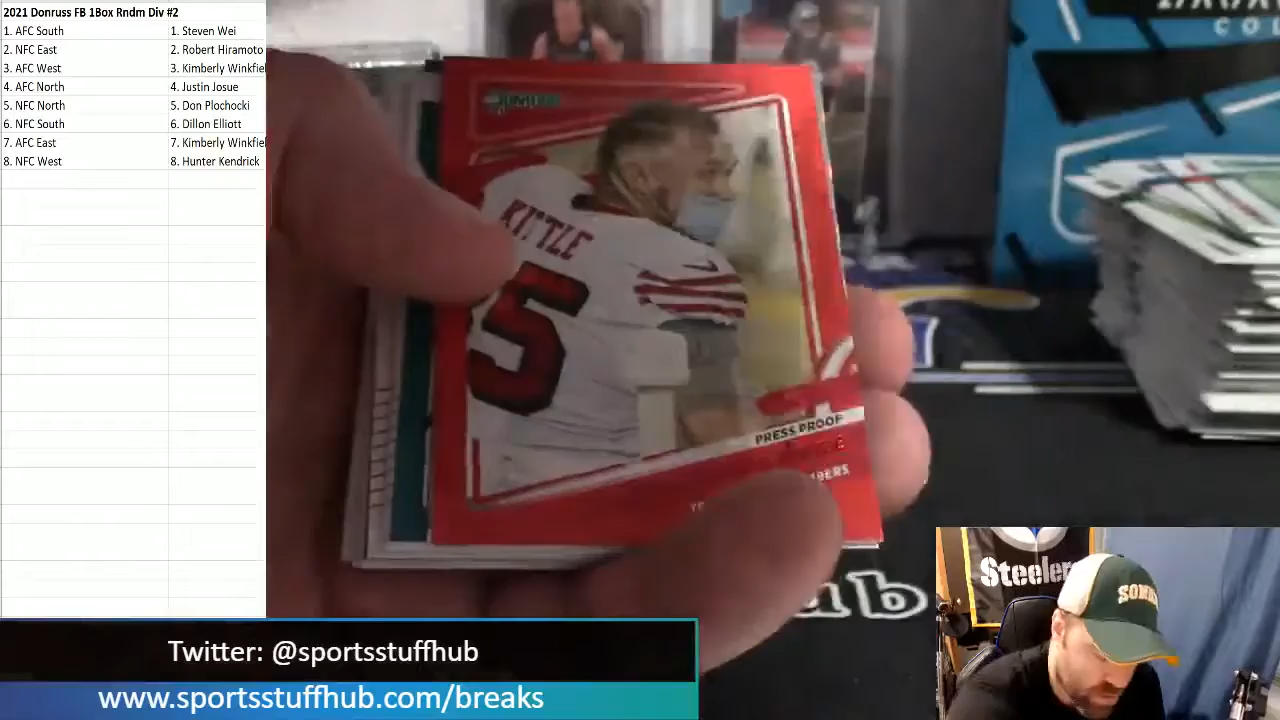 2021 Donruss FB 1Box Rndm Div #2
1. AFC South 1. Steven Wei
2. NFC East 2. Robert Hiramoto
3. AFC West 3. Kimberly Winkfiel
4. AFC North 4. Justin Josue
5. NFC North 5. Don Plochocki
6. NFC South 6. Dillon Elliott
7. AFC East 7. Kimberly Winkfiel
8. NFC West 8. Hunter Kendrick
KITTLE
5
PRESS PROOF
Steelers
Twitter: @sportsstuffhub
www.sportsstuffhub.com/breaks